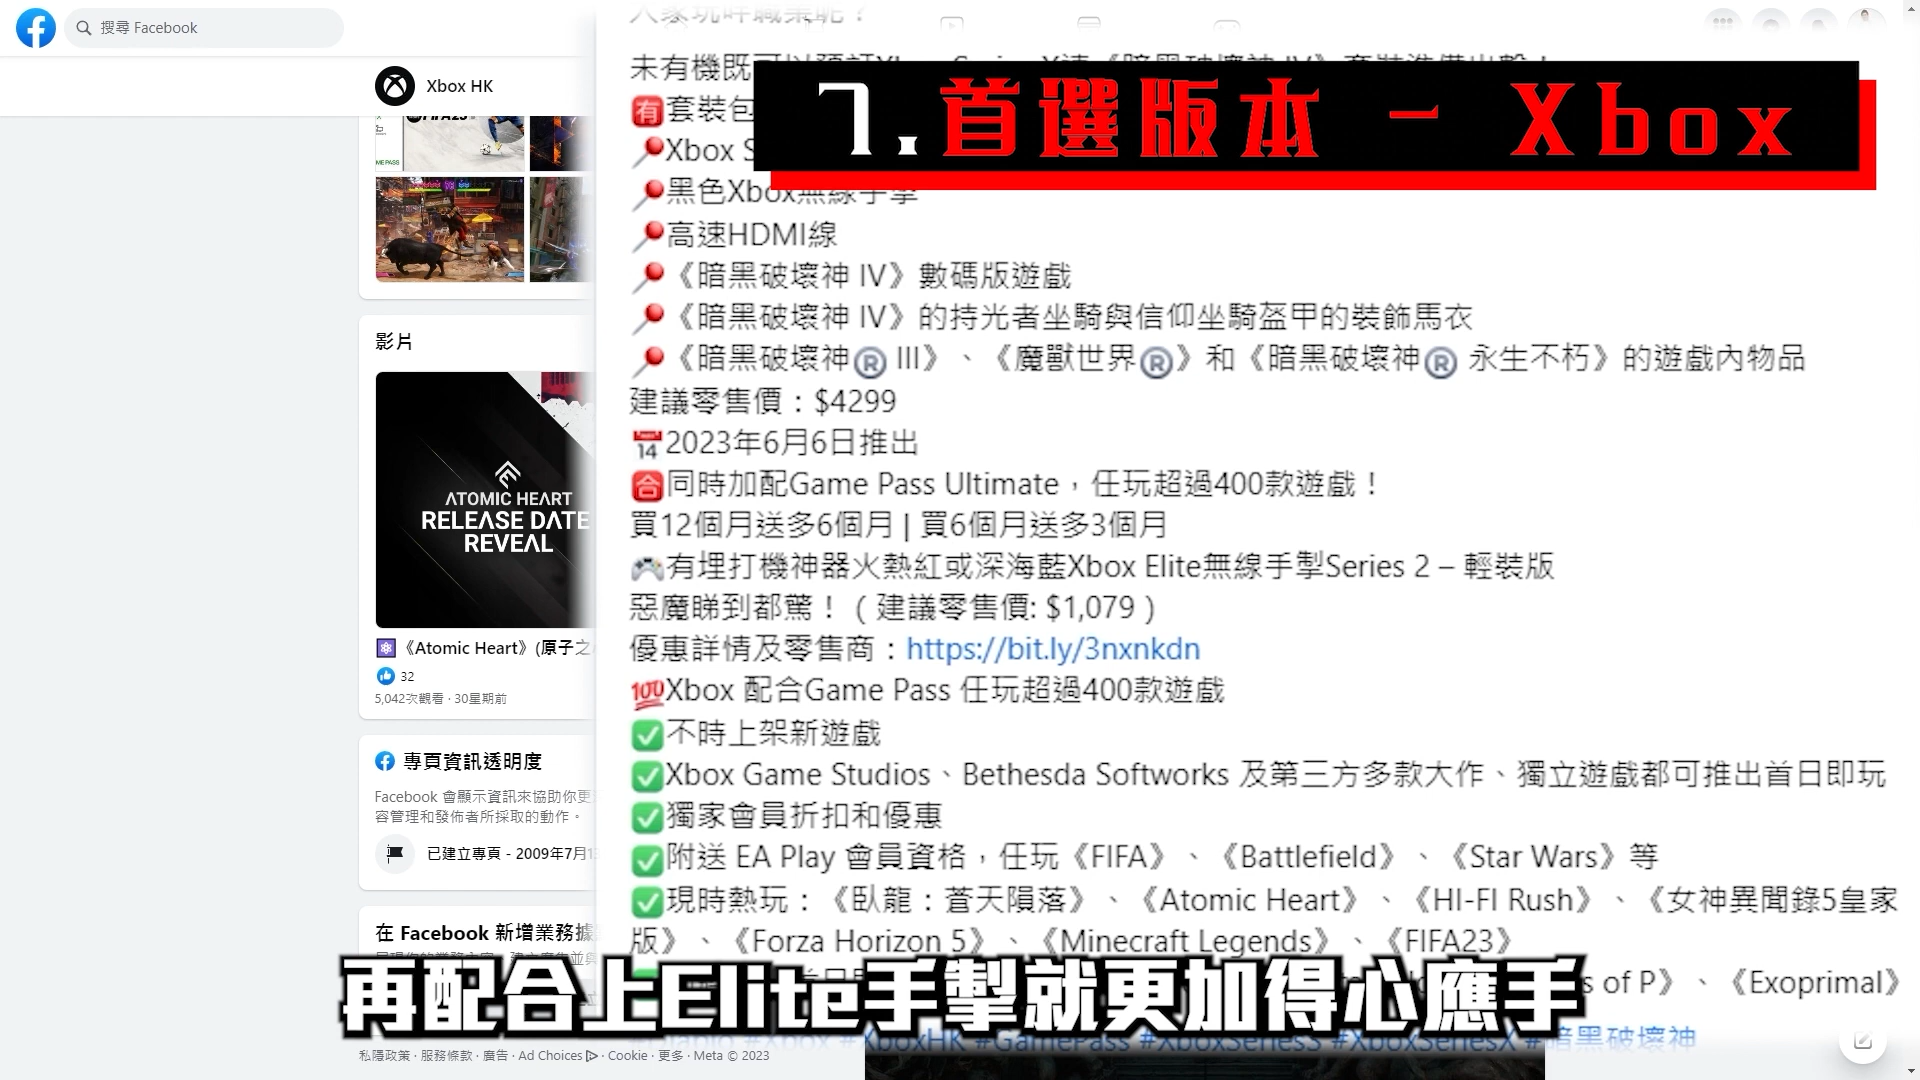 搜尋 Facebook
Xbox HK
7.首選版本 - Xbox
套裝包
Xbox S
黑色Xbox無線手掣
高速HDMI線
《暗黑破壞神 IV》數碼版遊戲
《暗黑破壞神 IV》的持光者坐騎與信仰坐騎盔甲的裝飾馬衣
《暗黑破壞神® III》、《魔獸世界®》和《暗黑破壞神® 永生不朽》的遊戲內物品
建議零售價：$4299
2023年6月6日推出
同時加配Game Pass Ultimate，任玩超過400款遊戲！
買12個月送多6個月 | 買6個月送多3個月
有埋打機神器火熱紅或深海藍Xbox Elite無線手掣Series 2 – 輕裝版
惡魔睇到都驚！（建議零售價: $1,079）
優惠詳情及零售商：https://bit.ly/3nxnkdn
Xbox 配合Game Pass 任玩超過400款遊戲
不時上架新遊戲
Xbox Game Studios、Bethesda Softworks 及第三方多款大作、獨立遊戲都可推出首日即玩
獨家會員折扣和優惠
附送 EA Play 會員資格，任玩《FIFA》、《Battlefield》、《Star Wars》等
現時熱玩：《臥龍：蒼天隕落》、《Atomic Heart》、《HI-FI Rush》、《女神異聞錄5皇家
版》、《Forza Horizon 5》、《Minecraft Legends》、《FIFA23》
s of P》、《Exoprimal》
#Xbox #XboxHK #GamePass #XboxSeriesS #XboxSeriesX #暗黑破壞神
影片
ATOMIC HEART
RELEASE DATE
REVEAL
《Atomic Heart》(原子之
32
5,042次觀看 · 30星期前
專頁資訊透明度
Facebook 會顯示資訊來協助你更
容管理和發佈者所採取的動作。
已建立專頁 - 2009年7月1
在 Facebook 新增業務據
再配合上Elite手掣就更加得心應手
私隱政策 · 服務條款 · 廣告 · Ad Choices · Cookie · 更多 · Meta © 2023